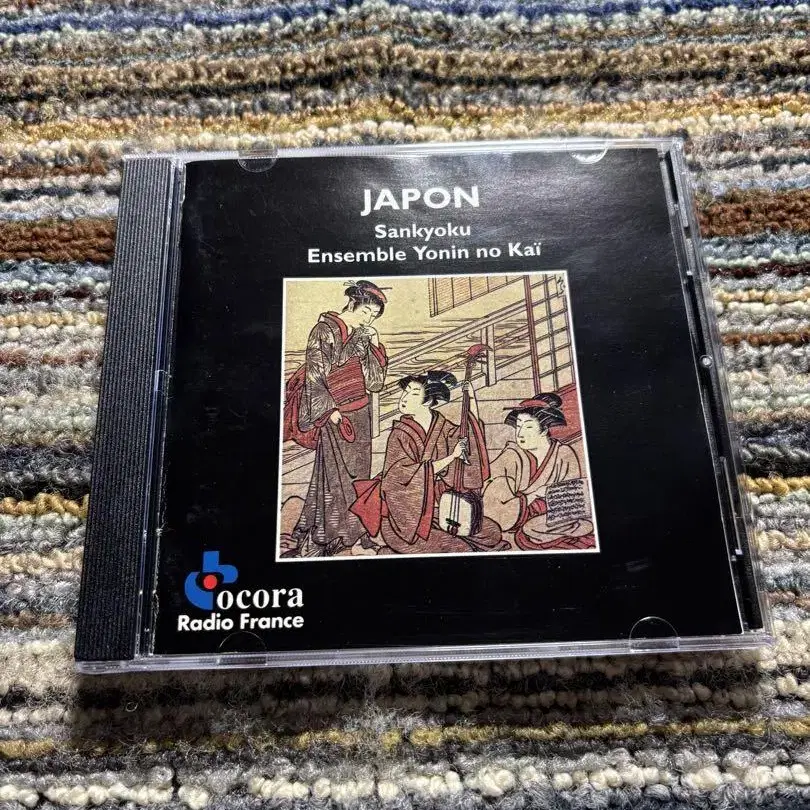 JAPON
Sankyoku
Ensemble Yonin no Kaï
ocora
Radio France